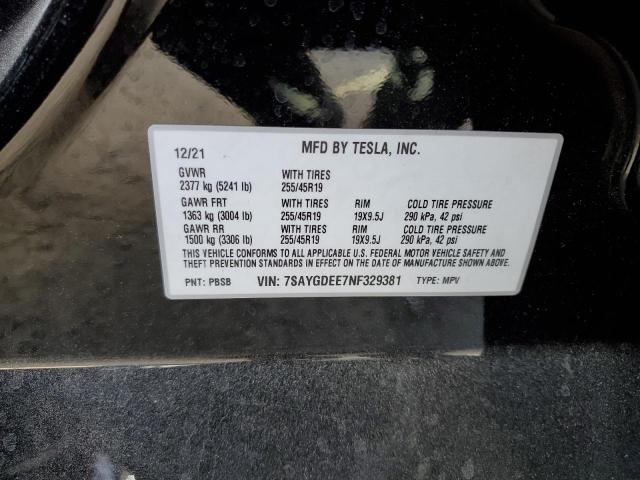 12/21 MFD BY TESLA, INC.
GVWR WITH TIRES
2377 kg (5241 lb) 255/45R19
GAWR FRT WITH TIRES RIM COLD TIRE PRESSURE
1363 kg (3004 lb) 255/45R19 19X9.5J 290 kPa, 42 psi
GAWR RR WITH TIRES RIM COLD TIRE PRESSURE
1500 kg (3306 lb) 255/45R19 19X9.5J 290 kPa, 42 psi
THIS VEHICLE CONFORMS TO ALL APPLICABLE U.S. FEDERAL MOTOR VEHICLE SAFETY AND
THEFT PREVENTION STANDARDS IN EFFECT ON THE DATE OF MANUFACTURE SHOWN ABOVE.
PNT: PBSB VIN: 7SAYGDEE7NF329381 TYPE: MPV